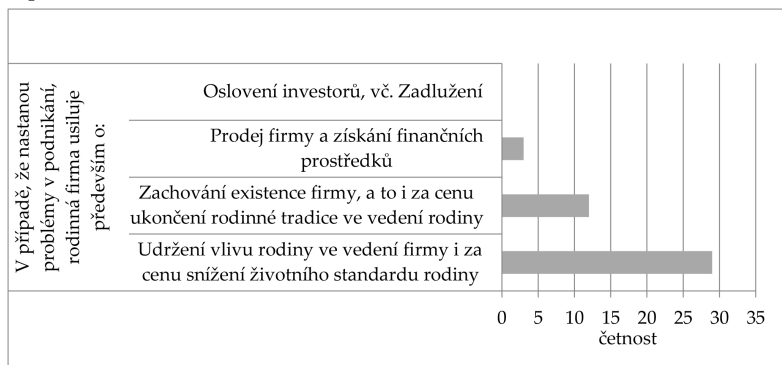 V případě, že nastanou
problémy v podnikání,
rodinná firma usiluje
především o:
Oslovení investorů, vč. Zadlužení
Prodej firmy a získání finančních
prostředků
Zachování existence firmy, a to i za cenu
ukončení rodinné tradice ve vedení rodiny
Udržení vlivu rodiny ve vedení firmy i za
cenu snížení životního standardu rodiny
0 5 10 15 20 25 30 35
četnost